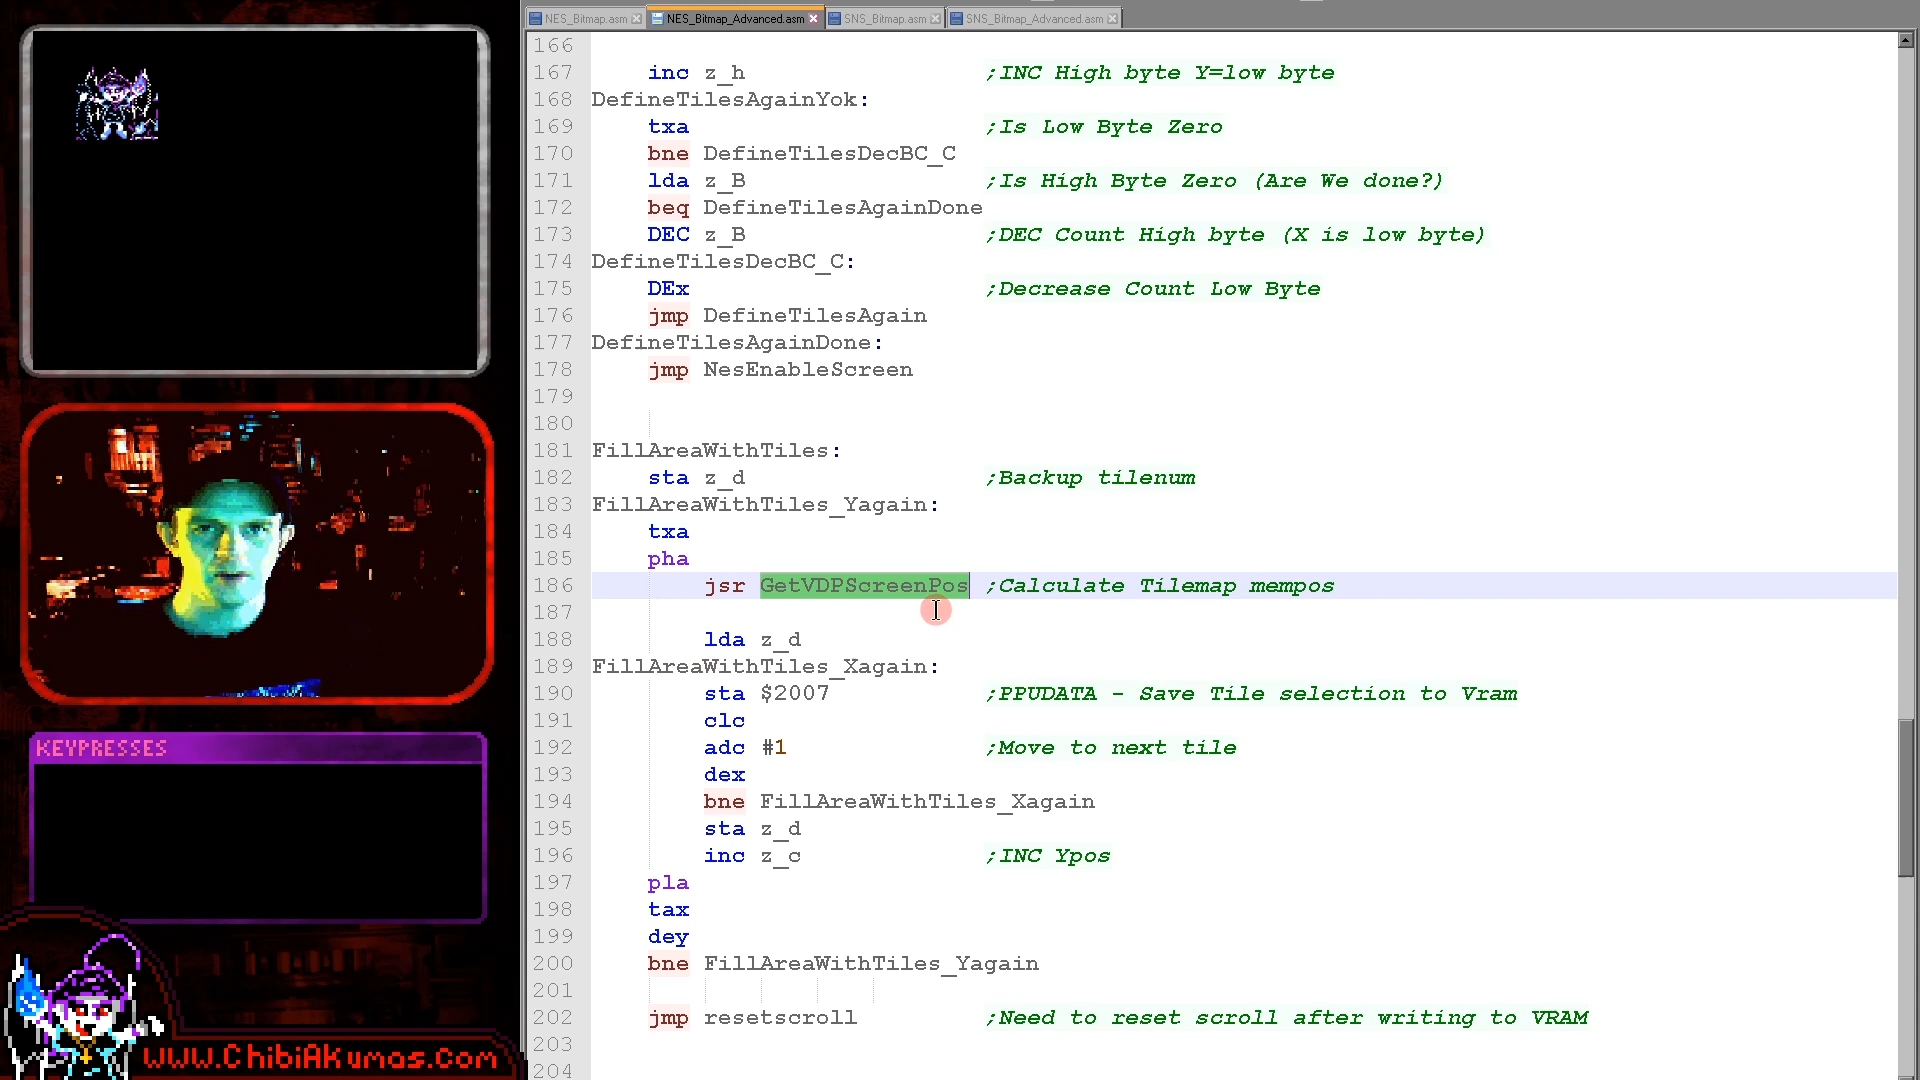 NES_Bitmap.asm NES_Bitmap_Advanced.asm SNS_Bitmap.asm SNS_Bitmap_Advanced.asm
166
167 inc z_h ;INC High byte Y=low byte
168 DefineTilesAgainYok:
169 txa ;Is Low Byte Zero
170 bne DefineTilesDecBC_C
171 lda z_B ;Is High Byte Zero (Are We done?)
172 beq DefineTilesAgainDone
173 DEC z_B ;DEC Count High byte (X is low byte)
174 DefineTilesDecBC_C:
175 DEx ;Decrease Count Low Byte
176 jmp DefineTilesAgain
177 DefineTilesAgainDone:
178 jmp NesEnableScreen
179
180
181 FillAreaWithTiles:
182 sta z_d ;Backup tilenum
183 FillAreaWithTiles_Yagain:
184 txa
185 pha
186 jsr GetVDPScreenPos ;Calculate Tilemap mempos
187
188 lda z_d
189 FillAreaWithTiles_Xagain:
190 sta $2007 ;PPUDATA - Save Tile selection to Vram
191 clc
192 adc #1 ;Move to next tile
193 dex
194 bne FillAreaWithTiles_Xagain
195 sta z_d
196 inc z_c ;INC Ypos
197 pla
198 tax
199 dey
200 bne FillAreaWithTiles_Yagain
201
202 jmp resetscroll ;Need to reset scroll after writing to VRAM
203
204
KEYPRESSES
www.ChibiAkumas.com